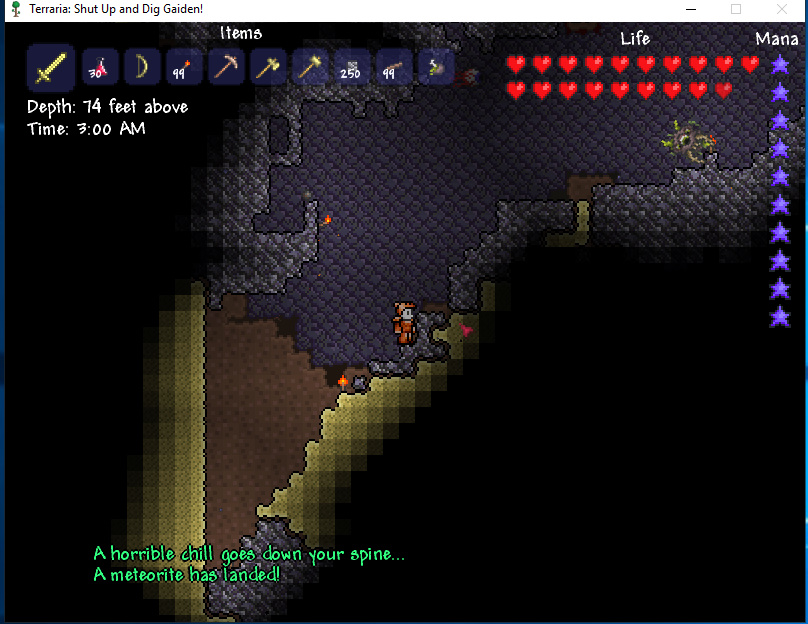 Terraria: Shut Up and Dig Gaiden!
Items
Life
Mana
30
99
250
99
Depth: 74 feet above
Time: 3:00 AM
A horrible chill goes down your spine...
A meteorite has landed!